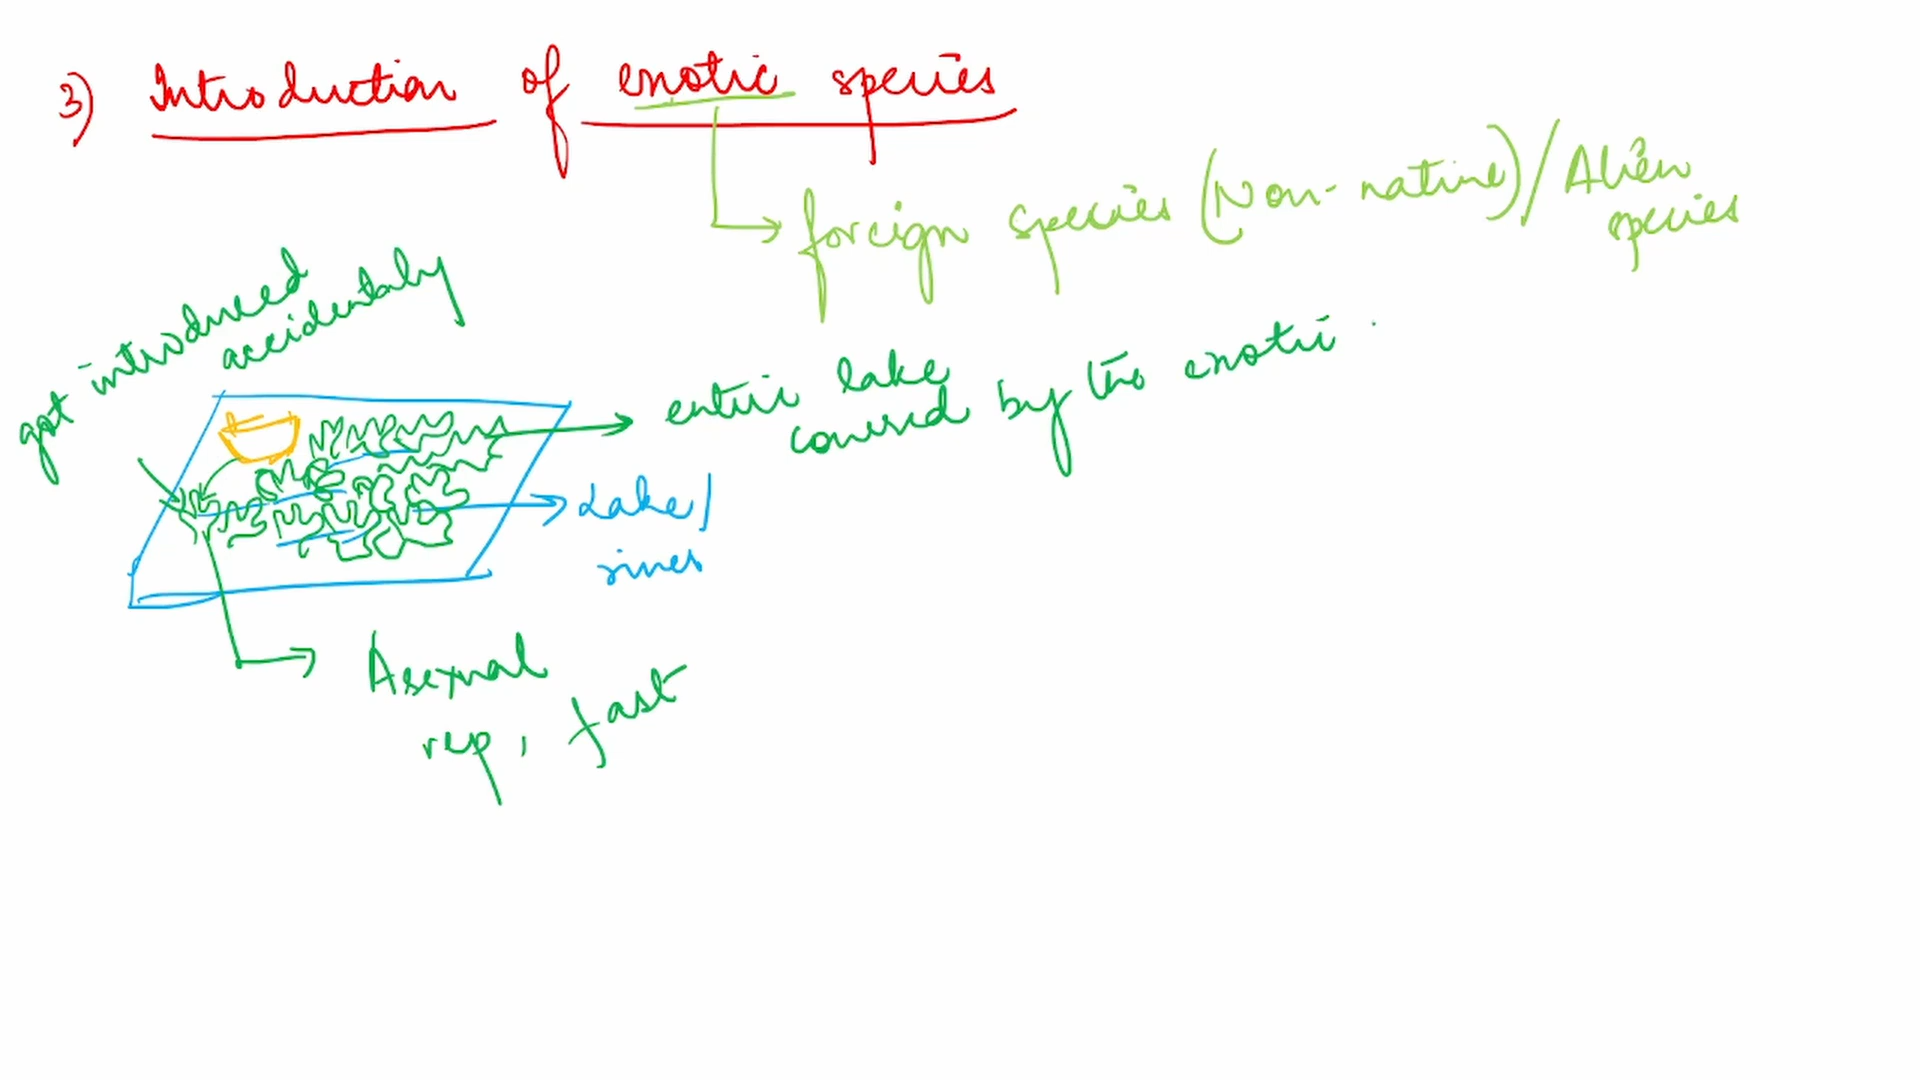 3) Introduction of exotic species
foreign species (Non-native) / Alien
species
got introduced
accidentaly
entire lake
covered by the exotic
Lake/
river
Asexual
rep, fast